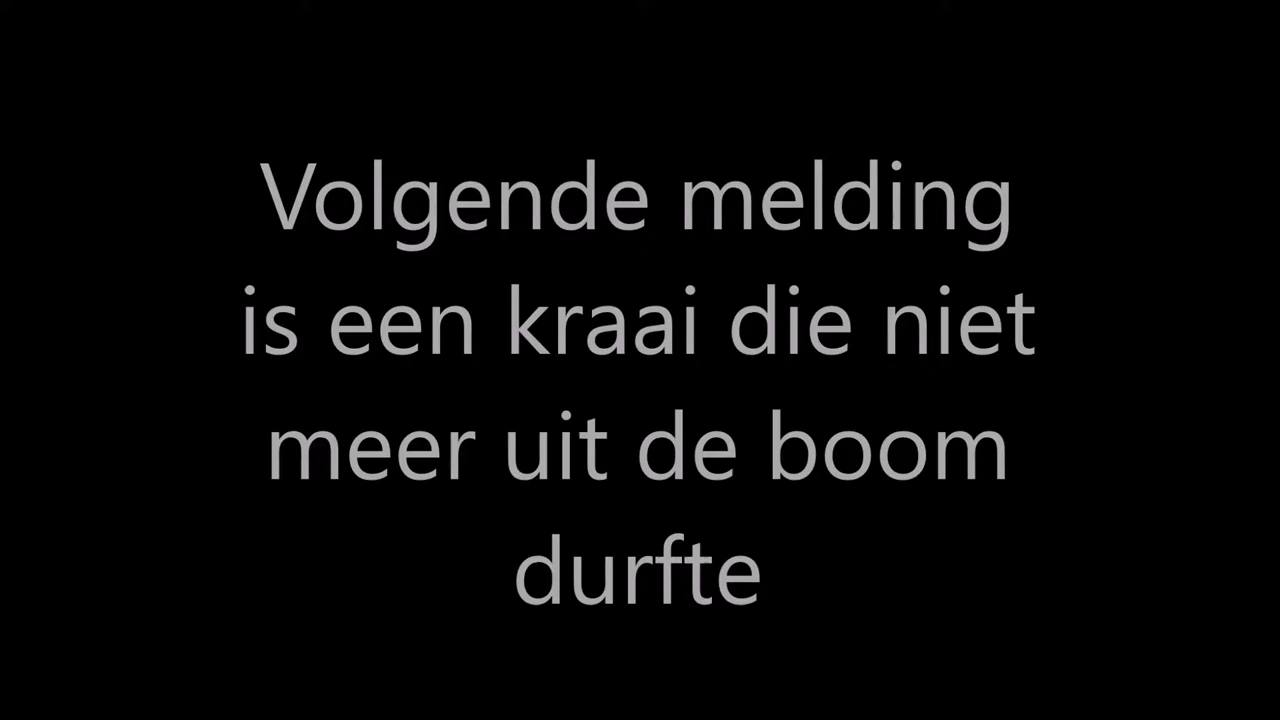 Volgende melding
is een kraai die niet
meer uit de boom
durfte